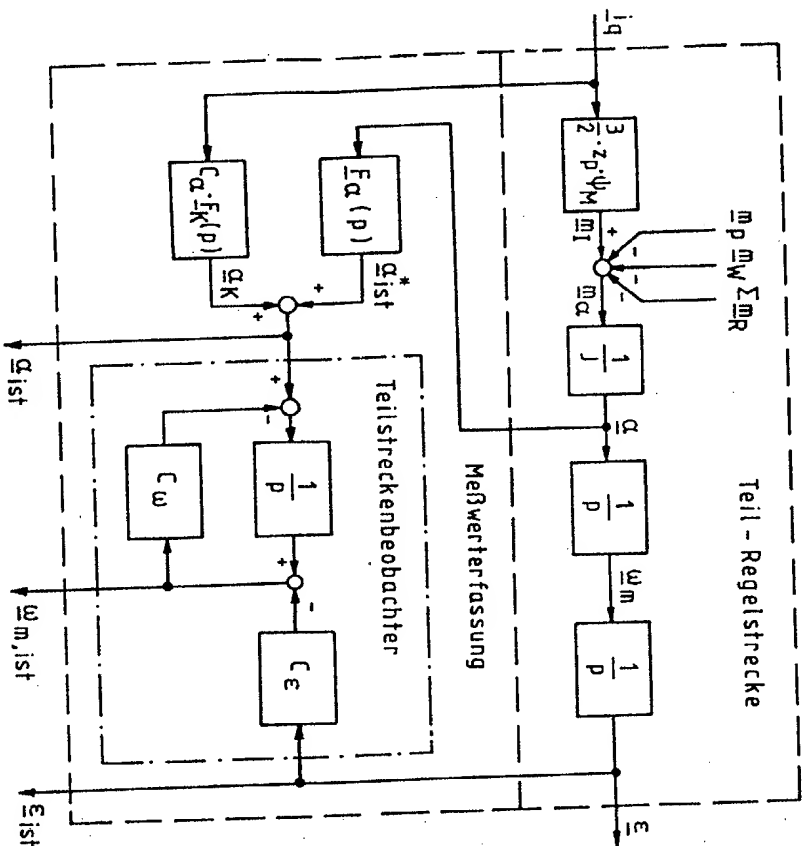 i_q
Teil - Regelstrecke
3/2 · z_p · ψ_M
m_I
+
-
-
-
m_p m_W Σ m_R
m_α
1/J
α
1/p
ω_m
1/p
ε
Meßwerterfassung
F_α (p)
α*_ist
+
C_α · F_K (p)
α_K
+
α_ist
Teilstreckenbeobachter
+
-
1/p
+
-
C_ω
C_ε
ω_m,ist
ε_ist